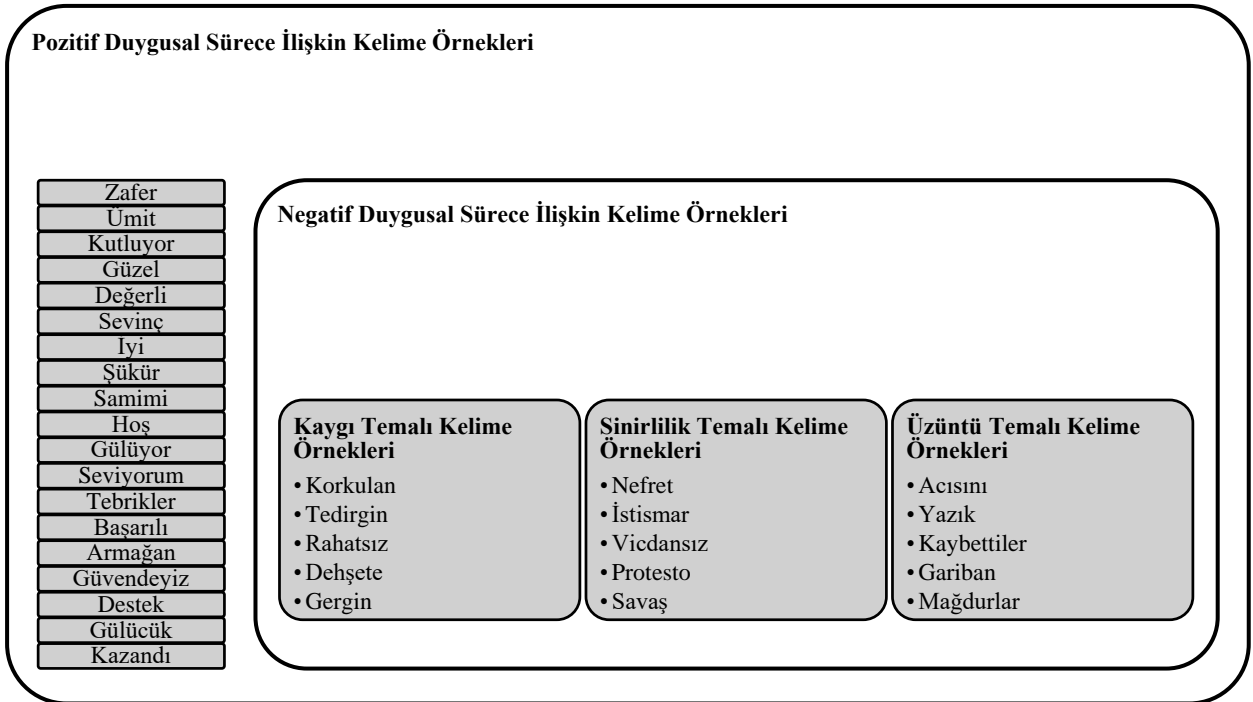 Pozitif Duygusal Sürece İlişkin Kelime Örnekleri
Zafer
Ümit
Kutluyor
Güzel
Değerli
Sevinç
İyi
Şükür
Samimi
Hoş
Gülüyor
Seviyorum
Tebrikler
Başarılı
Armağan
Güvendeyiz
Destek
Gülücük
Kazandı
Negatif Duygusal Sürece İlişkin Kelime Örnekleri
Kaygı Temalı Kelime
Örnekleri
• Korkulan
• Tedirgin
• Rahatsız
• Dehşete
• Gergin
Sinirlilik Temalı Kelime
Örnekleri
• Nefret
• İstismar
• Vicdansız
• Protesto
• Savaş
Üzüntü Temalı Kelime
Örnekleri
• Acısını
• Yazık
• Kaybettiler
• Gariban
• Mağdurlar